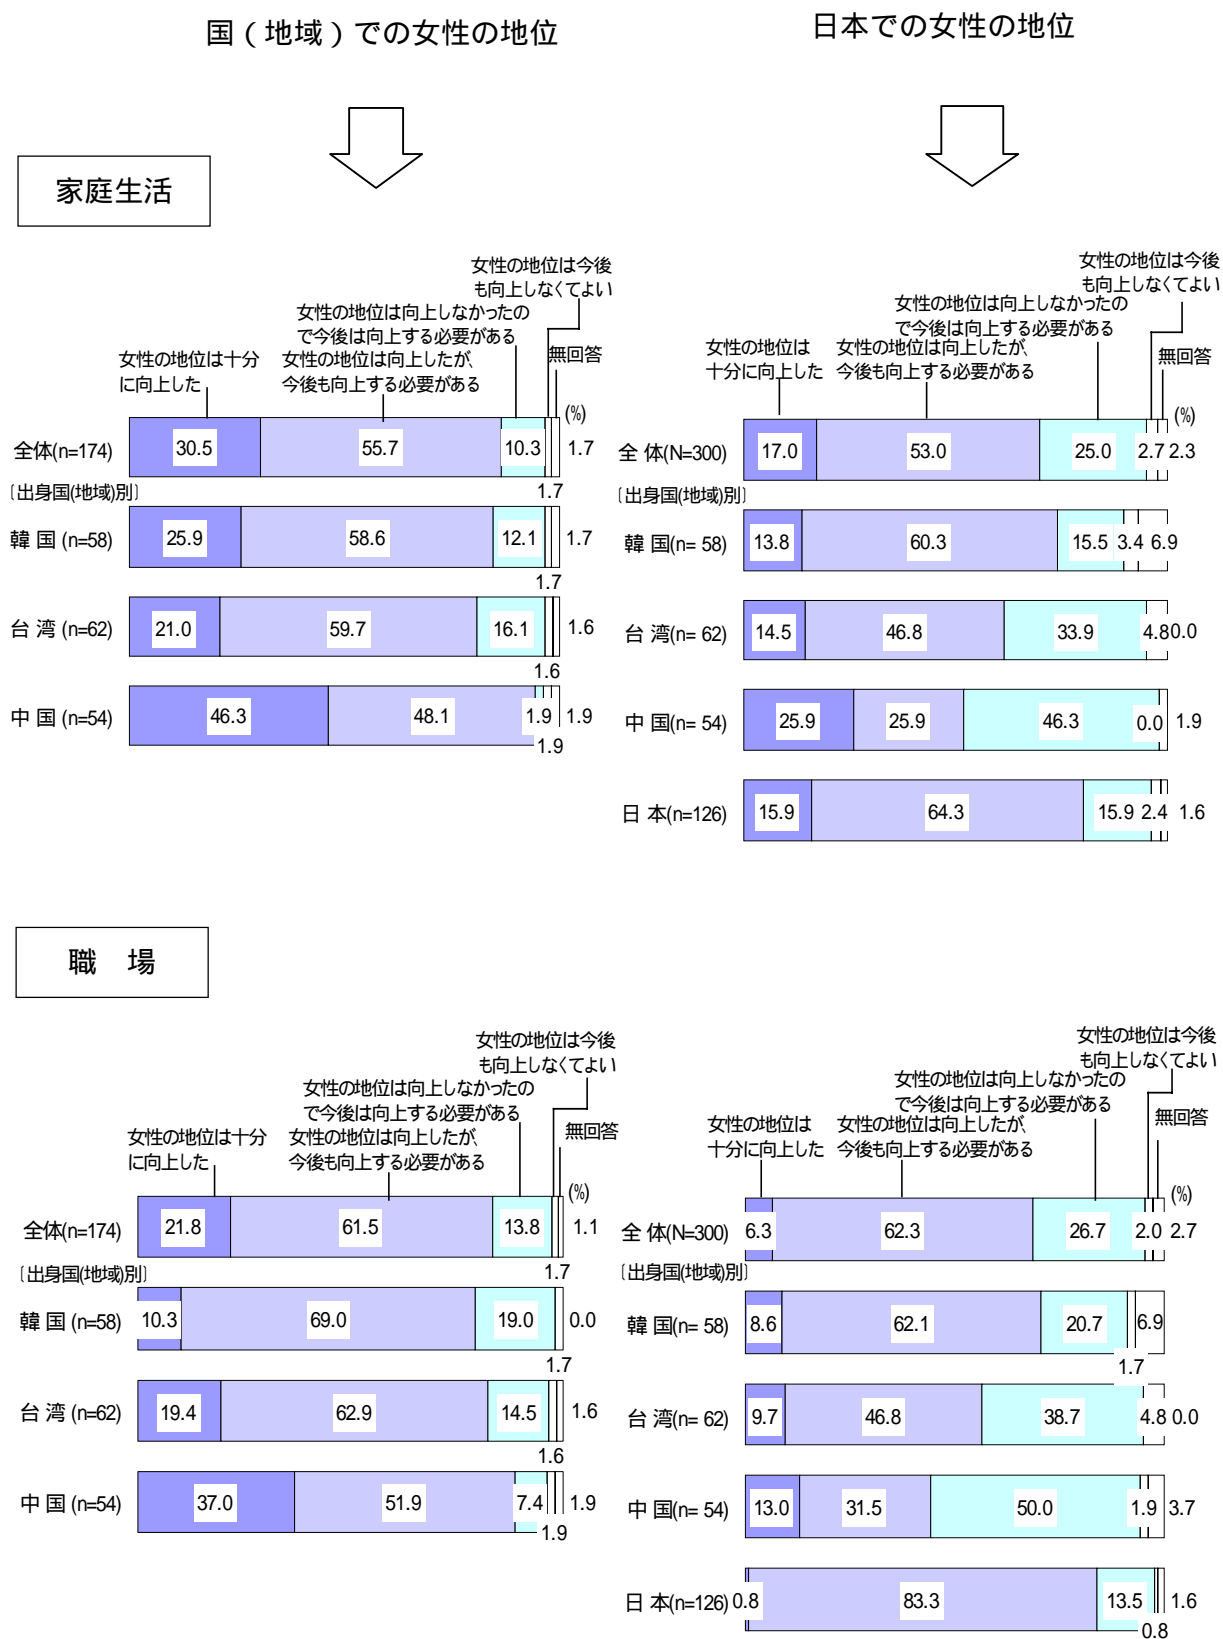 国（地域）での女性の地位
日本での女性の地位
家庭生活
女性の地位は今後
も向上しなくてよい
女性の地位は向上しなかったの
で今後は向上する必要がある
女性の地位は十分
に向上した
女性の地位は向上したが、
今後も向上する必要がある
無回答
(%)
全体(n=174) 30.5 55.7 10.3 1.7
1.7
〔出身国(地域)別〕
韓 国 (n=58) 25.9 58.6 12.1 1.7
1.7
台 湾 (n=62) 21.0 59.7 16.1 1.6
1.6
中 国 (n=54) 46.3 48.1 1.9 1.9
1.9
女性の地位は今後
も向上しなくてよい
女性の地位は向上しなかったの
で今後は向上する必要がある
女性の地位は
十分に向上した
女性の地位は向上したが、
今後も向上する必要がある
無回答
(%)
全 体(N=300) 17.0 53.0 25.0 2.7 2.3
〔出身国(地域)別〕
韓 国(n= 58) 13.8 60.3 15.5 3.4 6.9
台 湾(n= 62) 14.5 46.8 33.9 4.8 0.0
中 国(n= 54) 25.9 25.9 46.3 0.0 1.9
日 本(n=126) 15.9 64.3 15.9 2.4 1.6
職　場
女性の地位は今後
も向上しなくてよい
女性の地位は向上しなかったの
で今後は向上する必要がある
女性の地位は十分
に向上した
女性の地位は向上したが、
今後も向上する必要がある
無回答
(%)
全体(n=174) 21.8 61.5 13.8 1.1
1.7
〔出身国(地域)別〕
韓 国 (n=58) 10.3 69.0 19.0 0.0
1.7
台 湾 (n=62) 19.4 62.9 14.5 1.6
1.6
中 国 (n=54) 37.0 51.9 7.4 1.9
1.9
女性の地位は今後
も向上しなくてよい
女性の地位は向上しなかったの
で今後は向上する必要がある
女性の地位は
十分に向上した
女性の地位は向上したが、
今後も向上する必要がある
無回答
(%)
全 体(N=300) 6.3 62.3 26.7 2.0 2.7
〔出身国(地域)別〕
韓 国(n= 58) 8.6 62.1 20.7 6.9
1.7
台 湾(n= 62) 9.7 46.8 38.7 4.8 0.0
中 国(n= 54) 13.0 31.5 50.0 1.9 3.7
日 本(n=126) 0.8 83.3 13.5 1.6
0.8